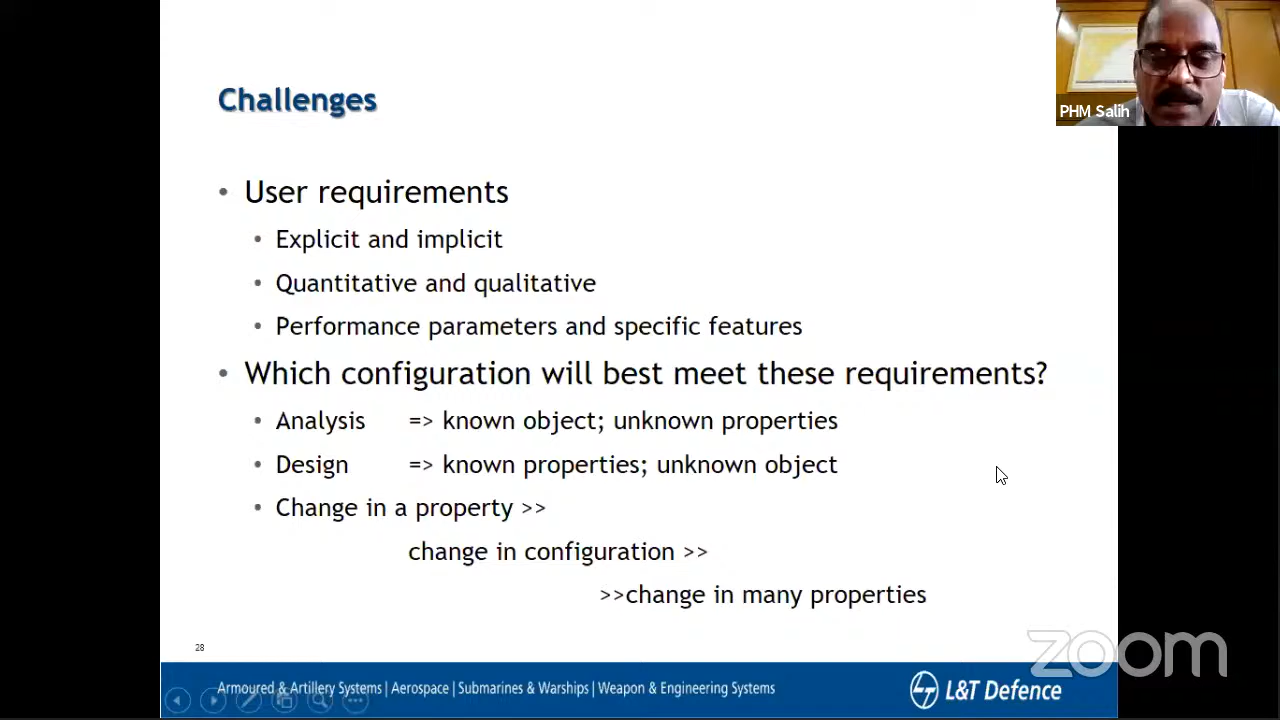 Challenges
PHM Salih
• User requirements
• Explicit and implicit
• Quantitative and qualitative
• Performance parameters and specific features
• Which configuration will best meet these requirements?
• Analysis => known object; unknown properties
• Design => known properties; unknown object
• Change in a property >>
change in configuration >>
>>change in many properties
28
zoom
Armoured & Artillery Systems | Aerospace | Submarines & Warships | Weapon & Engineering Systems
L&T Defence